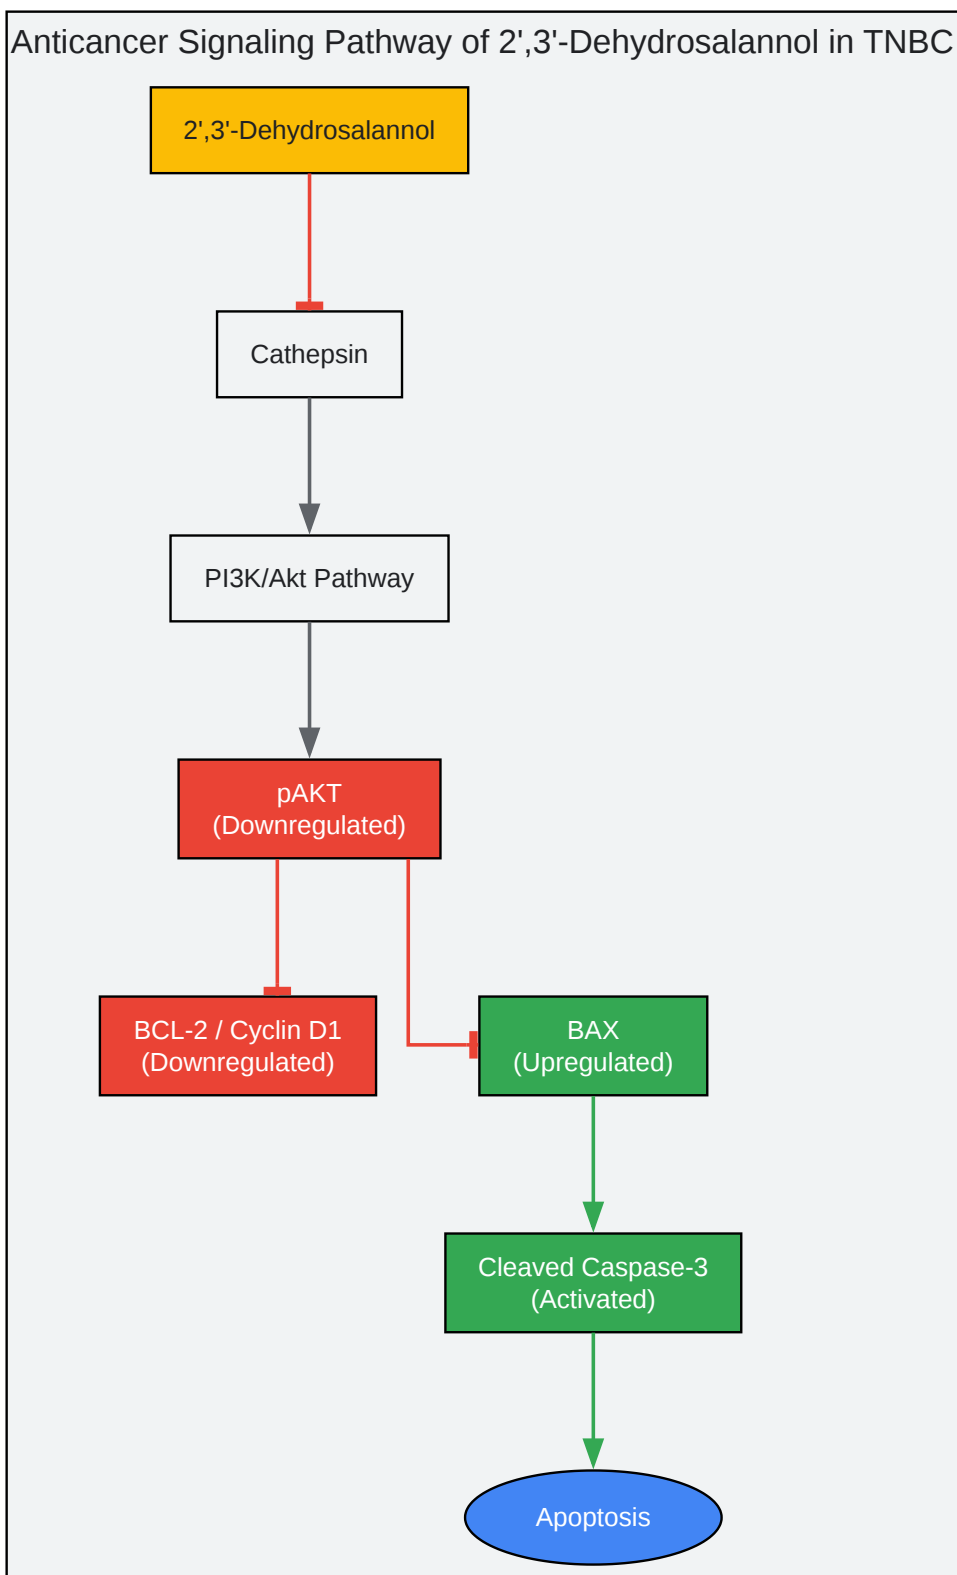 Anticancer Signaling Pathway of 2',3'-Dehydrosalannol in TNBC
2',3'-Dehydrosalannol
Cathepsin
PI3K/Akt Pathway
pAKT
(Downregulated)
BCL-2 / Cyclin D1
(Downregulated)
BAX
(Upregulated)
Cleaved Caspase-3
(Activated)
Apoptosis